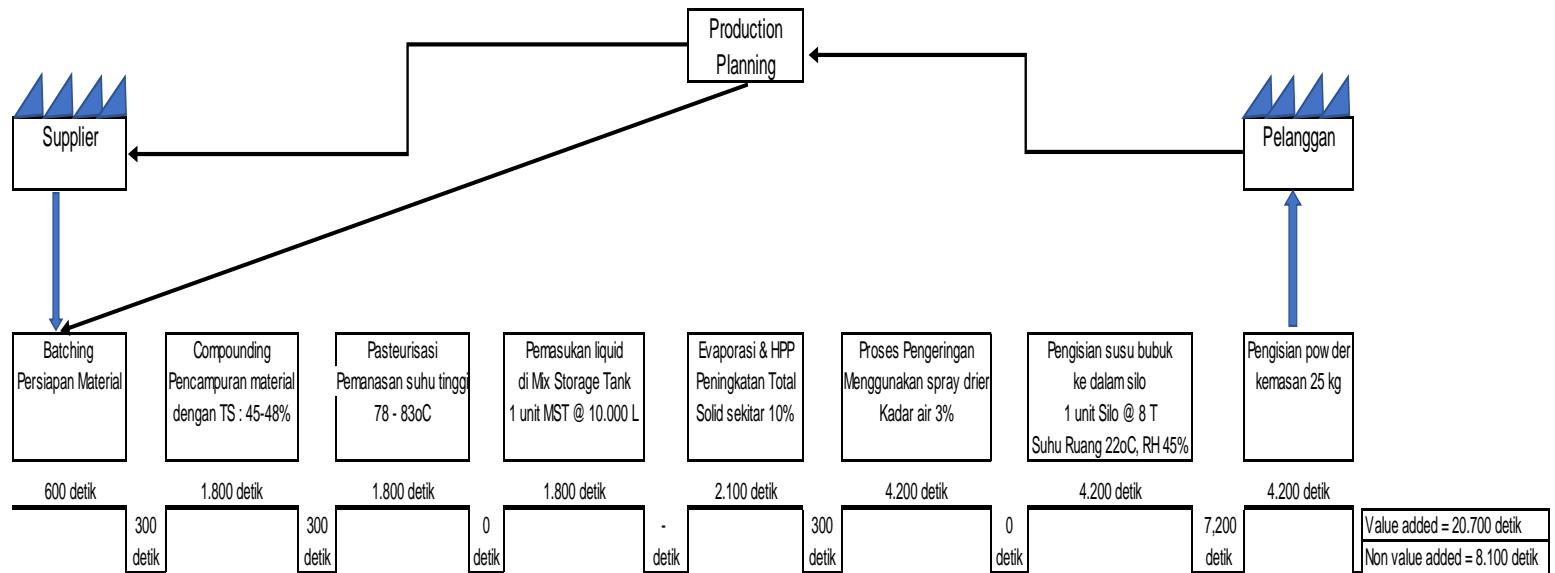 Production
Planning
Supplier
Pelanggan
Batching
Persiapan Material
Compounding
Pencampuran material
dengan TS : 45-48%
Pasteurisasi
Pemanasan suhu tinggi
78 - 83oC
Pemasukan liquid
di Mix Storage Tank
1 unit MST @ 10.000 L
Evaporasi & HPP
Peningkatan Total
Solid sekitar 10%
Proses Pengeringan
Menggunakan spray drier
Kadar air 3%
Pengisian susu bubuk
ke dalam silo
1 unit Silo @ 8 T
Suhu Ruang 22oC, RH 45%
Pengisian powder
kemasan 25 kg
600 detik
1.800 detik
1.800 detik
1.800 detik
2.100 detik
4.200 detik
4.200 detik
4.200 detik
300
detik
300
detik
0
detik
-
detik
300
detik
0
detik
7,200
detik
Value added = 20.700 detik
Non value added = 8.100 detik